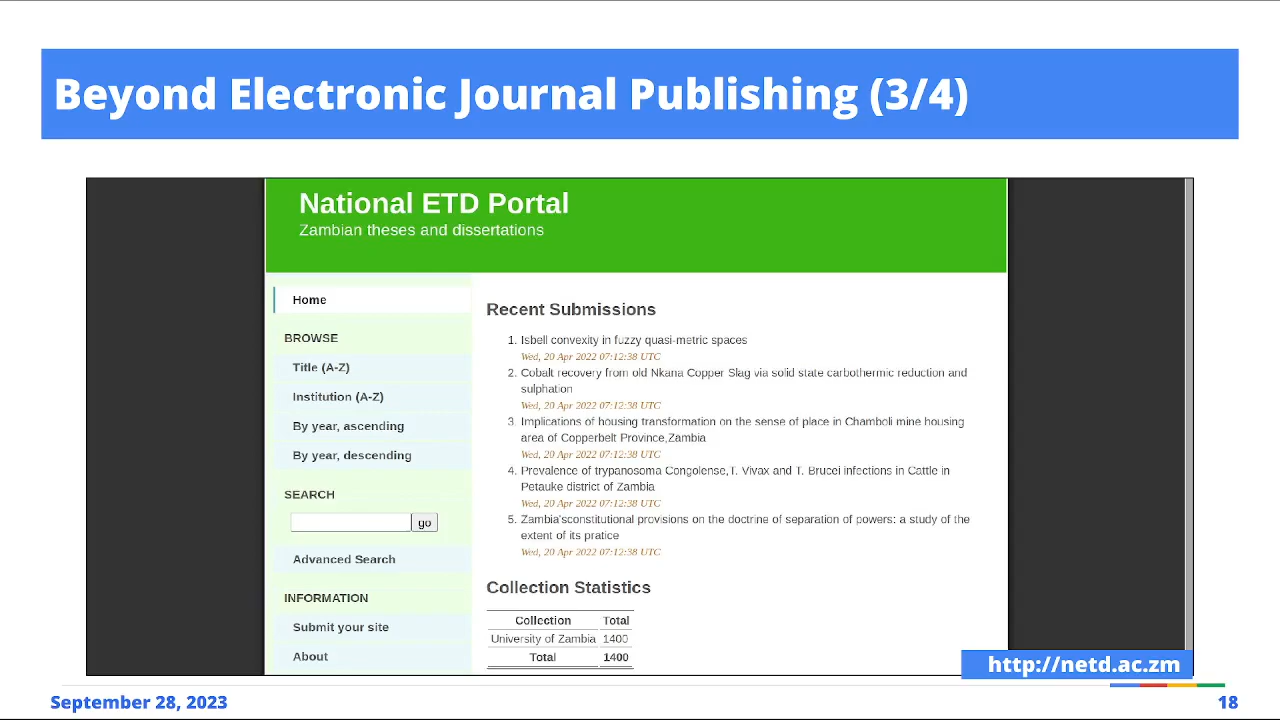 Beyond Electronic Journal Publishing (3/4)
National ETD Portal
Zambian theses and dissertations
Home
BROWSE
Title (A-Z)
Institution (A-Z)
By year, ascending
By year, descending
SEARCH
go
Advanced Search
INFORMATION
Submit your site
About
Recent Submissions
1. Isbell convexity in fuzzy quasi-metric spaces
Wed, 20 Apr 2022 07:12:38 UTC
2. Cobalt recovery from old Nkana Copper Slag via solid state carbothermic reduction and
sulphation
Wed, 20 Apr 2022 07:12:38 UTC
3. Implications of housing transformation on the sense of place in Chamboli mine housing
area of Copperbelt Province,Zambia
Wed, 20 Apr 2022 07:12:38 UTC
4. Prevalence of trypanosoma Congolense,T. Vivax and T. Brucei infections in Cattle in
Petauke district of Zambia
Wed, 20 Apr 2022 07:12:38 UTC
5. Zambia'sconstitutional provisions on the doctrine of separation of powers: a study of the
extent of its pratice
Wed, 20 Apr 2022 07:12:38 UTC
Collection Statistics
Collection Total
University of Zambia 1400
Total 1400
http://netd.ac.zm
September 28, 2023
18